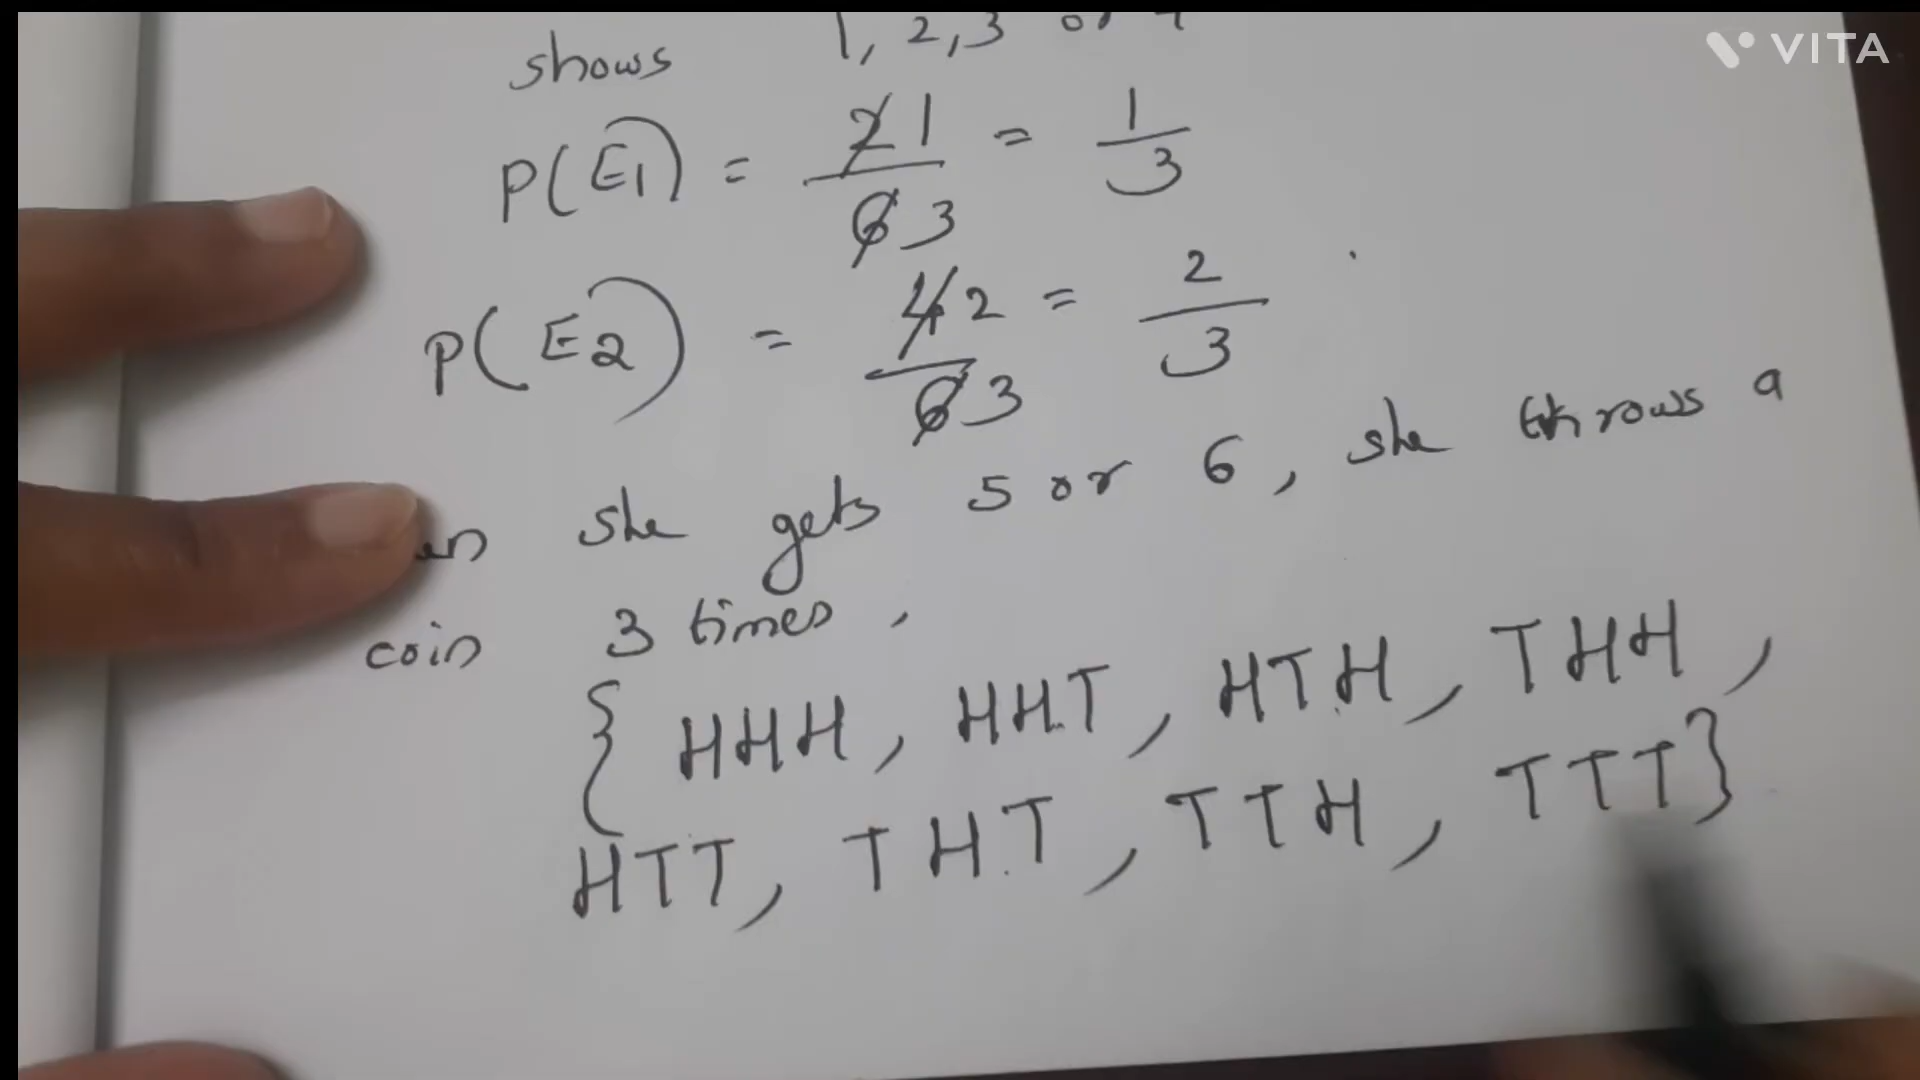 VITA
shows 1, 2, 3 or
P(E1) = 2 1 / 6 3 = 1/3
P(E2) = 4 2 / 6 3 = 2/3
she gets 5 or 6, she throws a
coin 3 times,
{ HHH, HHT, HTH, THH,
HTT, THT, TTH, TTT}